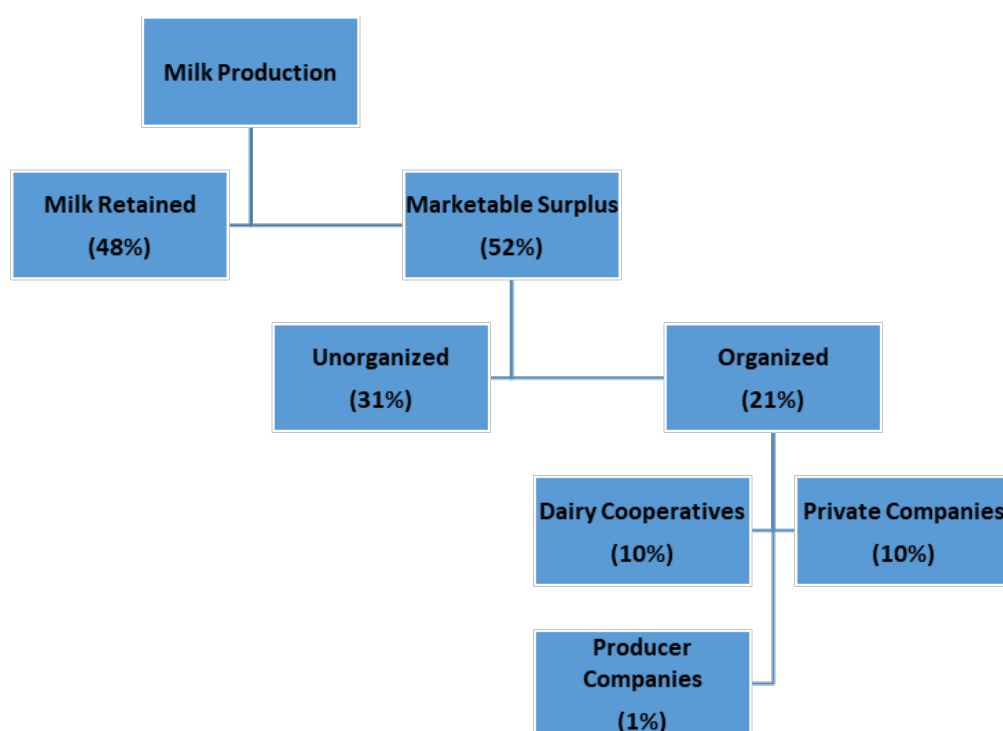 Milk Production
Milk Retained
(48%)
Marketable Surplus
(52%)
Unorganized
(31%)
Organized
(21%)
Dairy Cooperatives
(10%)
Private Companies
(10%)
Producer
Companies
(1%)